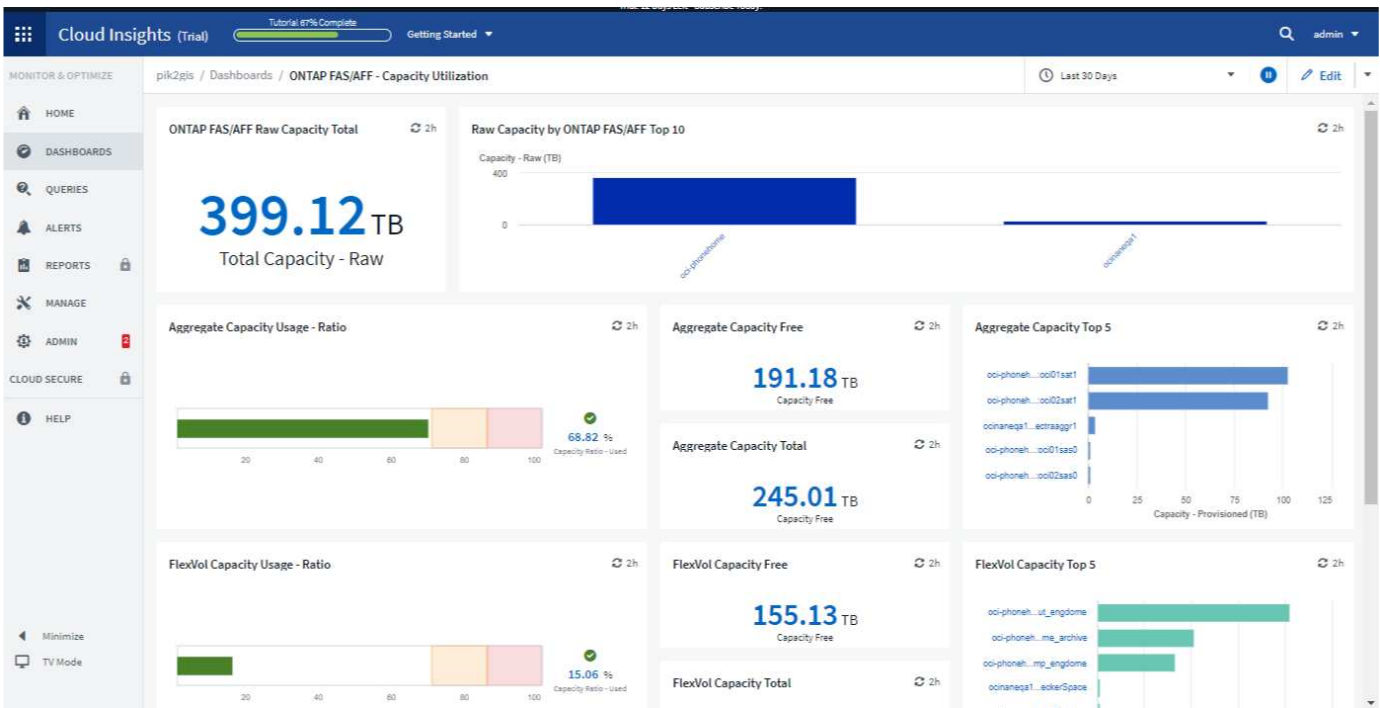 Cloud Insights (Trial)
Tutorial 67% Complete
Getting Started
admin
MONITOR & OPTIMIZE
pik2gis / Dashboards / ONTAP FAS/AFF - Capacity Utilization
Last 30 Days
Edit
HOME
DASHBOARDS
QUERIES
ALERTS
REPORTS
MANAGE
ADMIN
2
CLOUD SECURE
HELP
Minimize
TV Mode
ONTAP FAS/AFF Raw Capacity Total
2h
399.12 TB
Total Capacity - Raw
Raw Capacity by ONTAP FAS/AFF Top 10
2h
Capacity - Raw (TB)
400
0
oci-phonehome
ocinaneqa1
Aggregate Capacity Usage - Ratio
2h
20 40 60 80 100
68.82 %
Capacity Ratio - Used
Aggregate Capacity Free
2h
191.18 TB
Capacity Free
Aggregate Capacity Total
2h
245.01 TB
Capacity Free
Aggregate Capacity Top 5
2h
oci-phoneh...:oci01sat1
oci-phoneh...:oci02sat1
ocinaneqa1...ectraaggr1
oci-phoneh...:oci01sas0
oci-phoneh...:oci02sas0
0 25 50 75 100 125
Capacity - Provisioned (TB)
FlexVol Capacity Usage - Ratio
2h
20 40 60 80 100
15.06 %
Capacity Ratio - Used
FlexVol Capacity Free
2h
155.13 TB
Capacity Free
FlexVol Capacity Total
2h
FlexVol Capacity Top 5
2h
oci-phoneh...ut_engdome
oci-phoneh...me_archive
oci-phoneh...mp_engdome
ocinaneqa1...eckerSpace